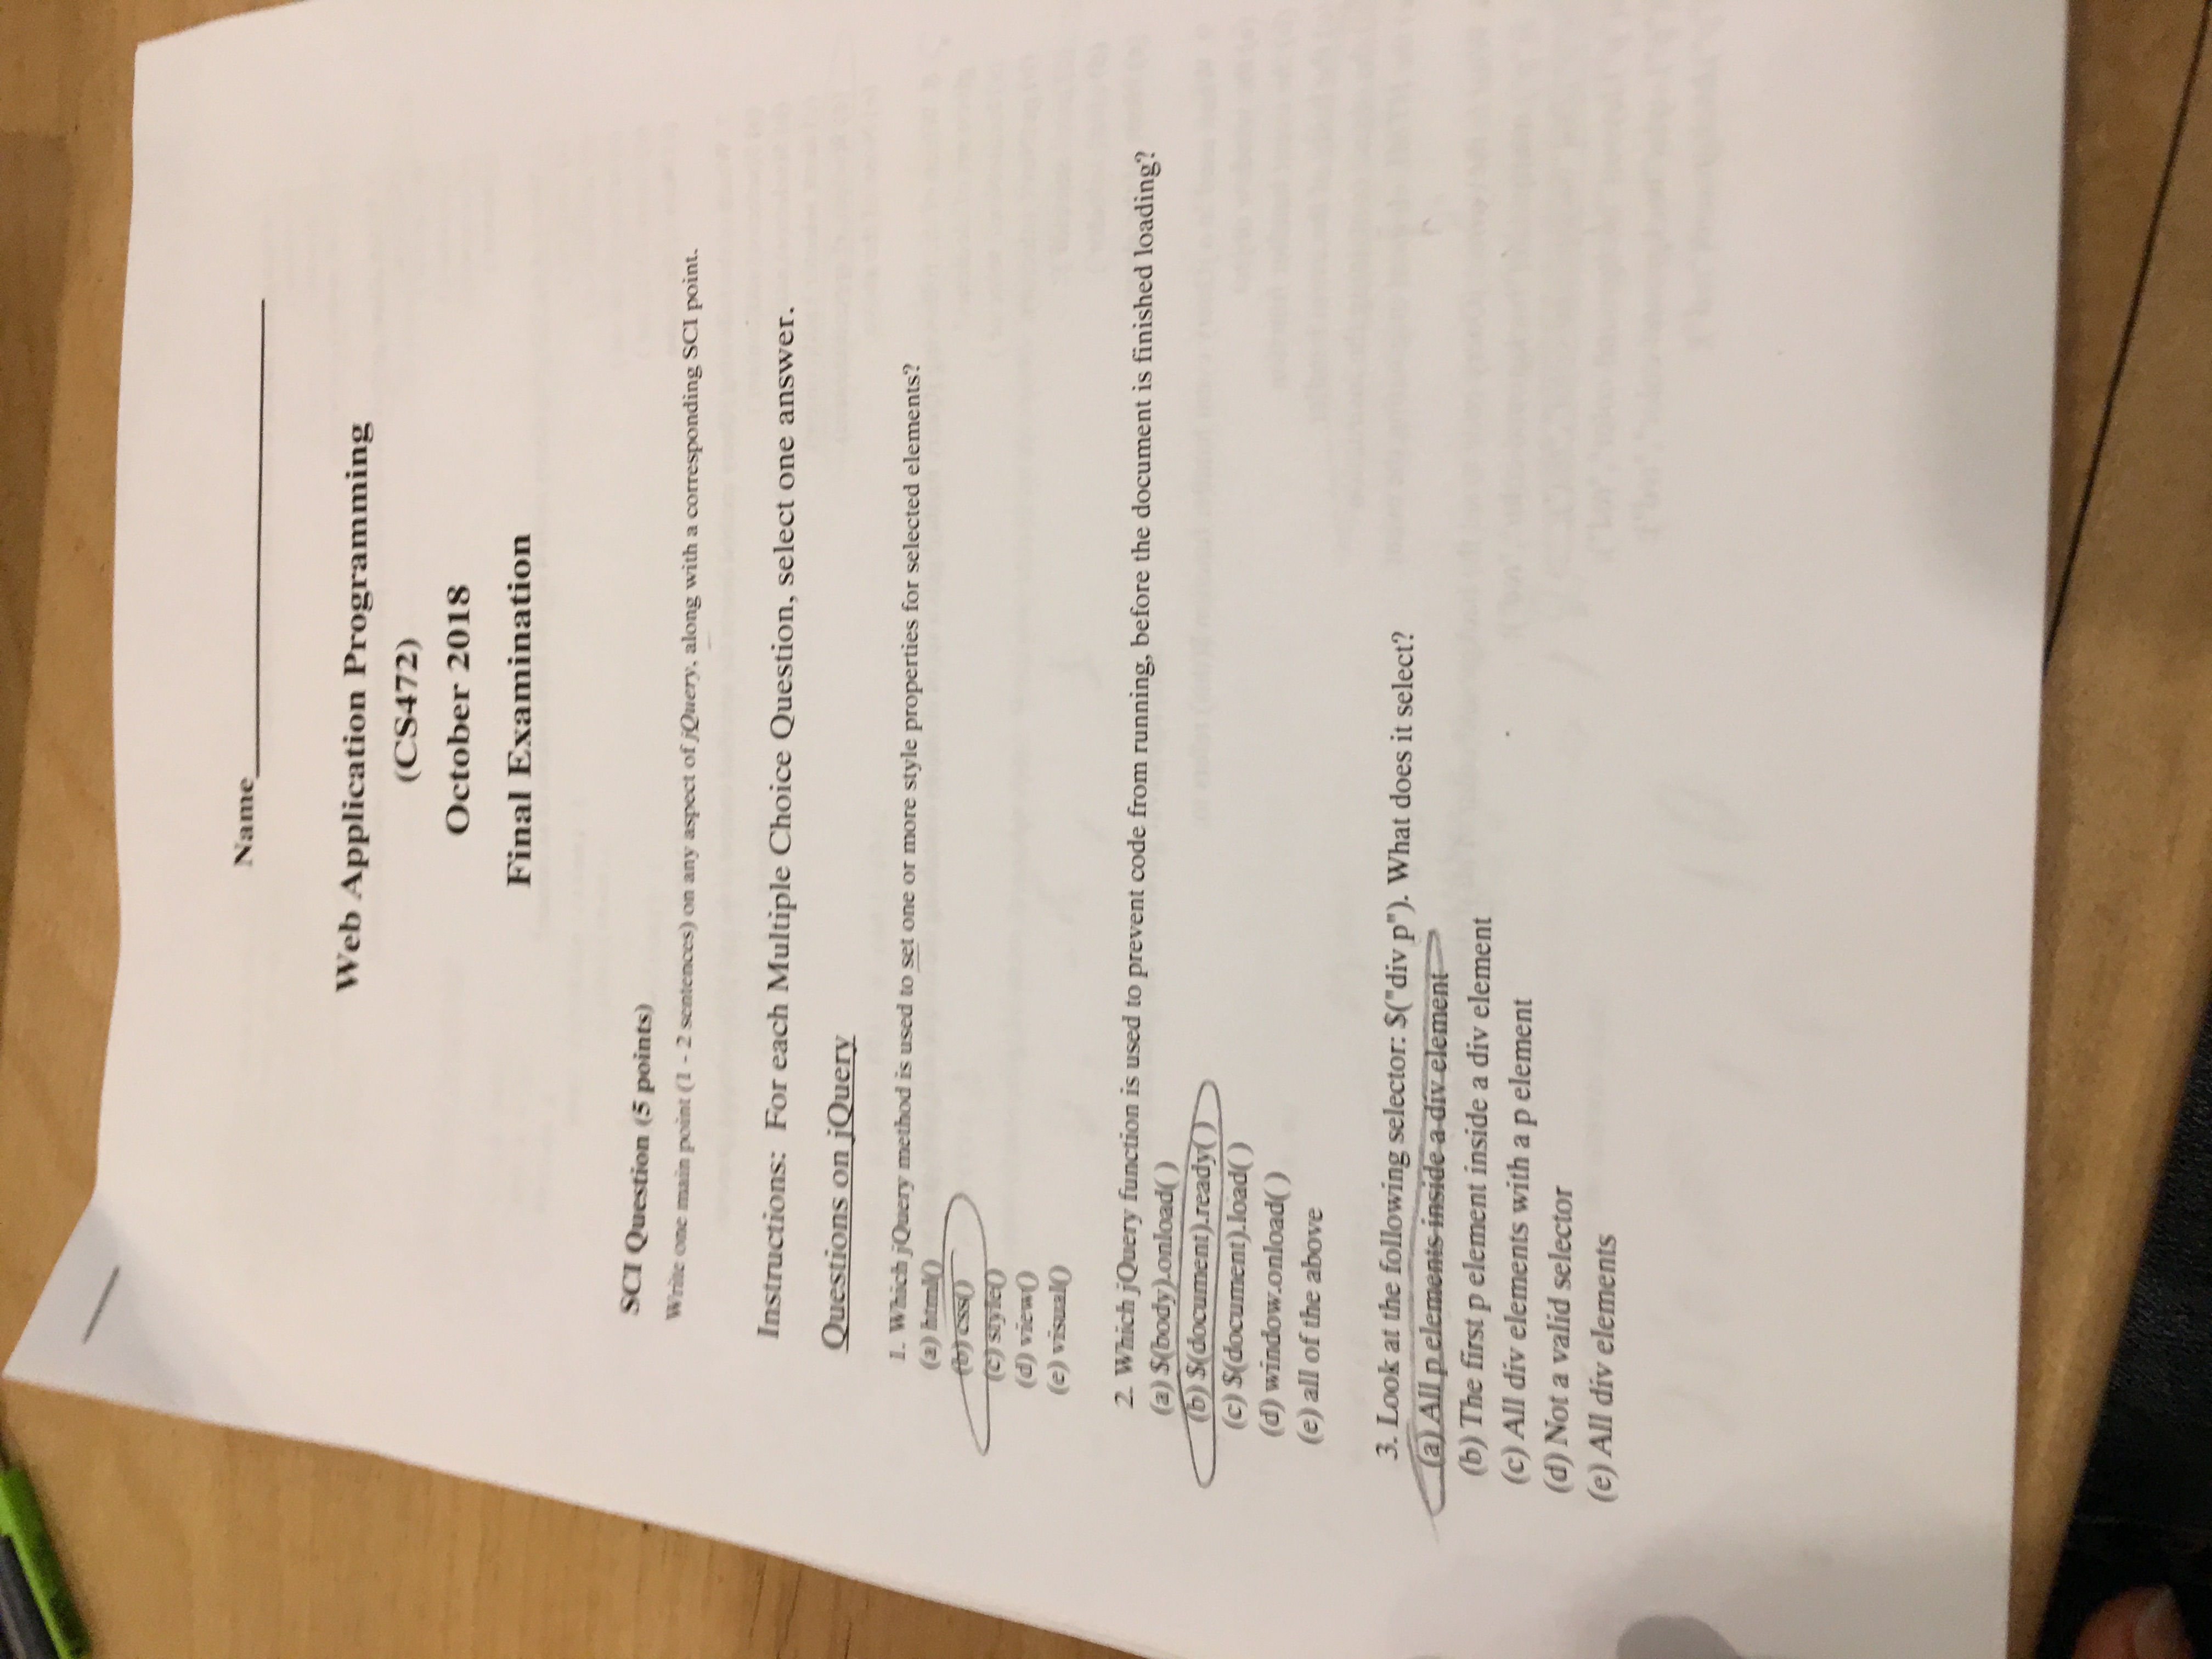 Name
Web Application Programming
(CS472)
October 2018
Final Examination
SCI Question (5 points)
Write one main point (1 - 2 sentences) on any aspect of jQuery, along with a corresponding SCI point.
Instructions: For each Multiple Choice Question, select one answer.
Questions on jQuery
1. Which jQuery method is used to set one or more style properties for selected elements?
(a) html()
(b) css()
(c) style()
(d) view()
(e) visual()
2. Which jQuery function is used to prevent code from running, before the document is finished loading?
(a) $(body).onload( )
(b) $(document).ready( )
(c) $(document).load( )
(d) window.onload( )
(e) all of the above
3. Look at the following selector: $("div p"). What does it select?
(a) All p elements inside a div element
(b) The first p element inside a div element
(c) All div elements with a p element
(d) Not a valid selector
(e) All div elements